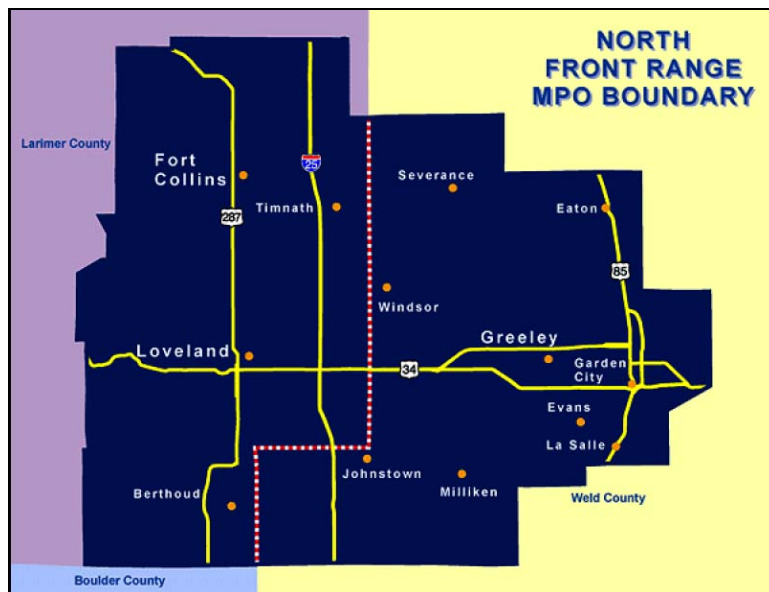 NORTH
FRONT RANGE
MPO BOUNDARY
Larimer County
Fort
Collins
25
Severance
Timnath
Eaton
287
85
Windsor
Greeley
Loveland
34
Garden
City
Evans
La Salle
Johnstown
Milliken
Berthoud
Weld County
Boulder County